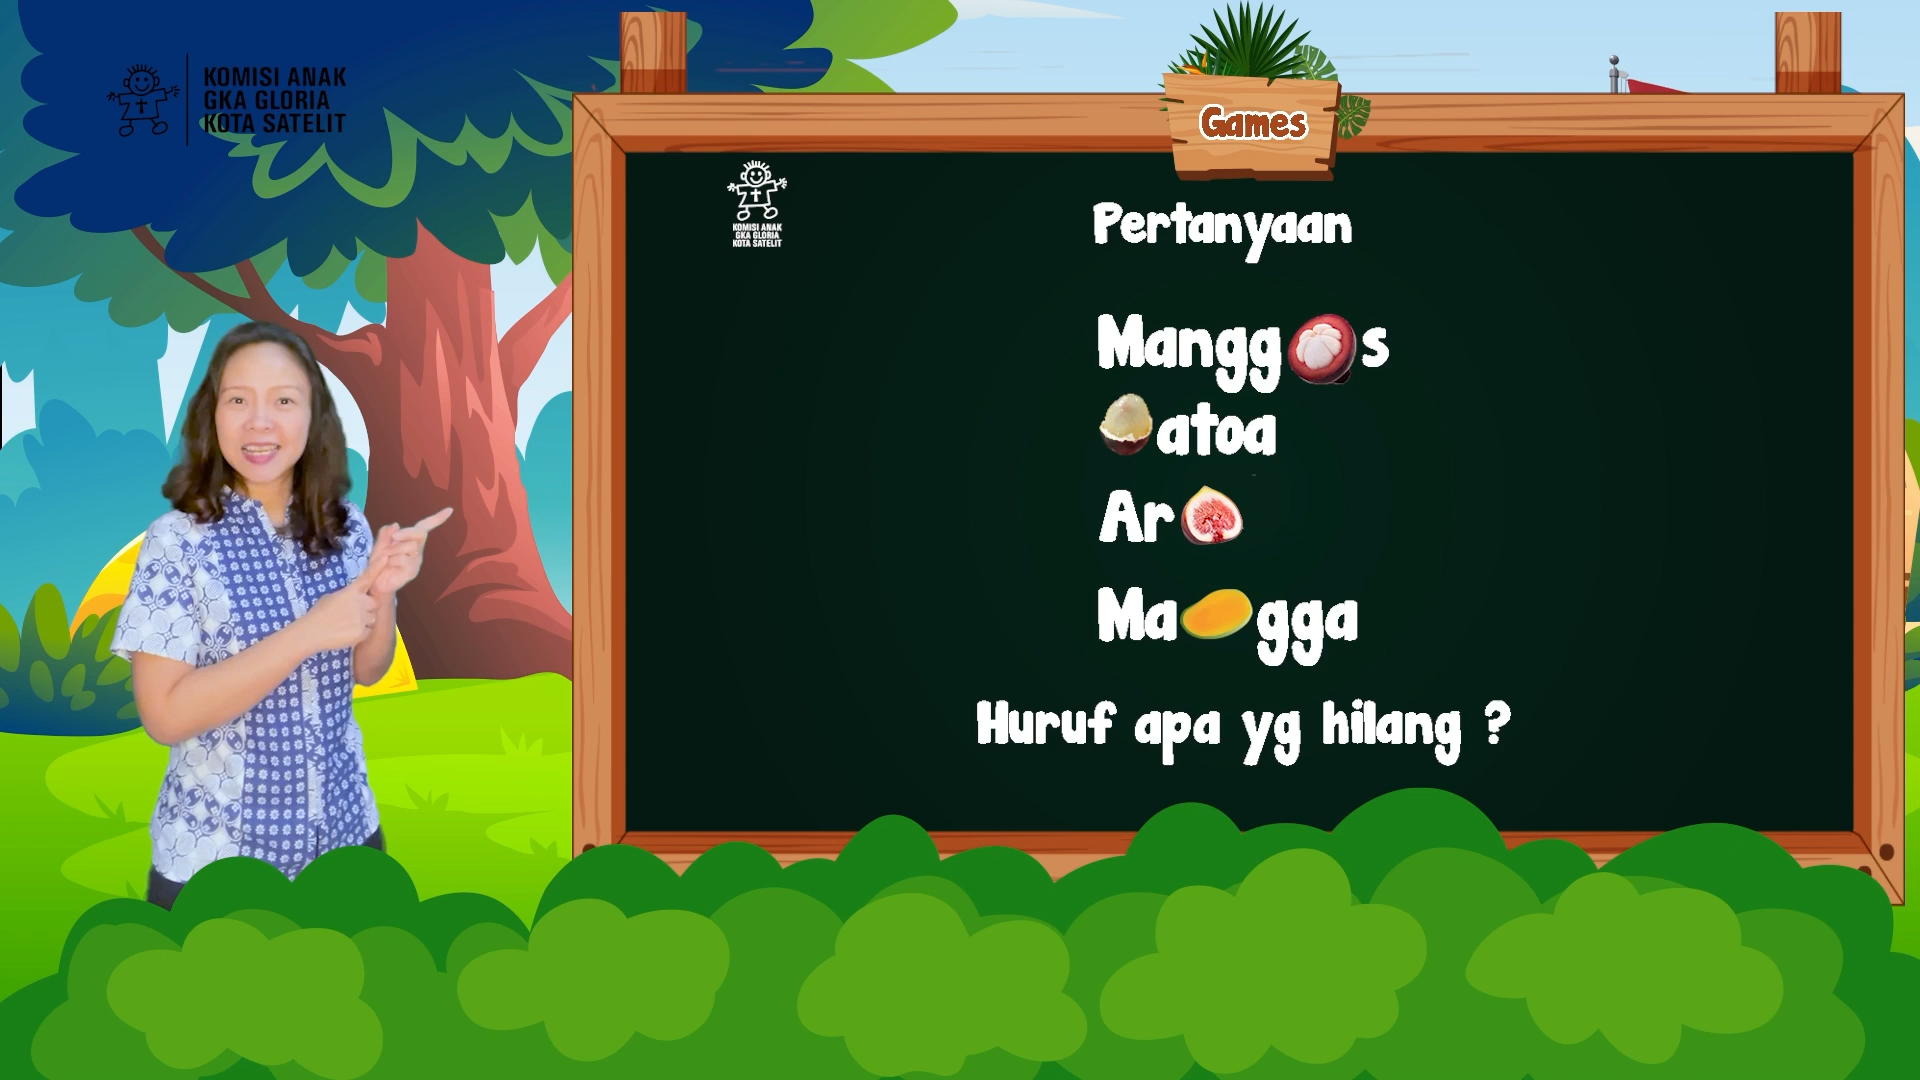 KOMISI ANAK
GKA GLORIA
KOTA SATELIT
Games
KOMISI ANAK
GKA GLORIA
KOTA SATELIT
Pertanyaan
Mangg s
atoa
Ar
Ma gga
Huruf apa yg hilang ?